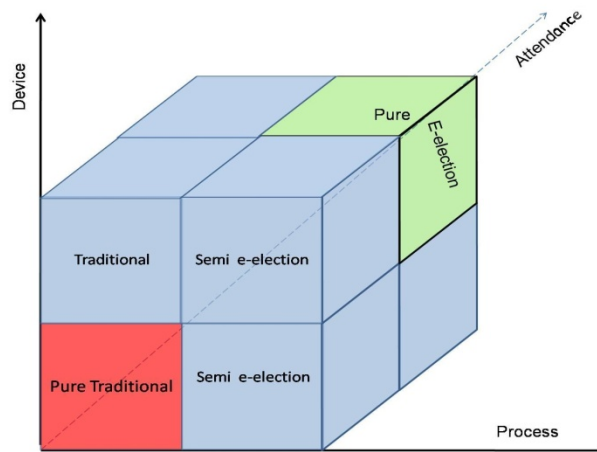 Attendance
Device
Pure
E-election
Traditional
Semi e-election
Pure Traditional
Semi e-election
Process